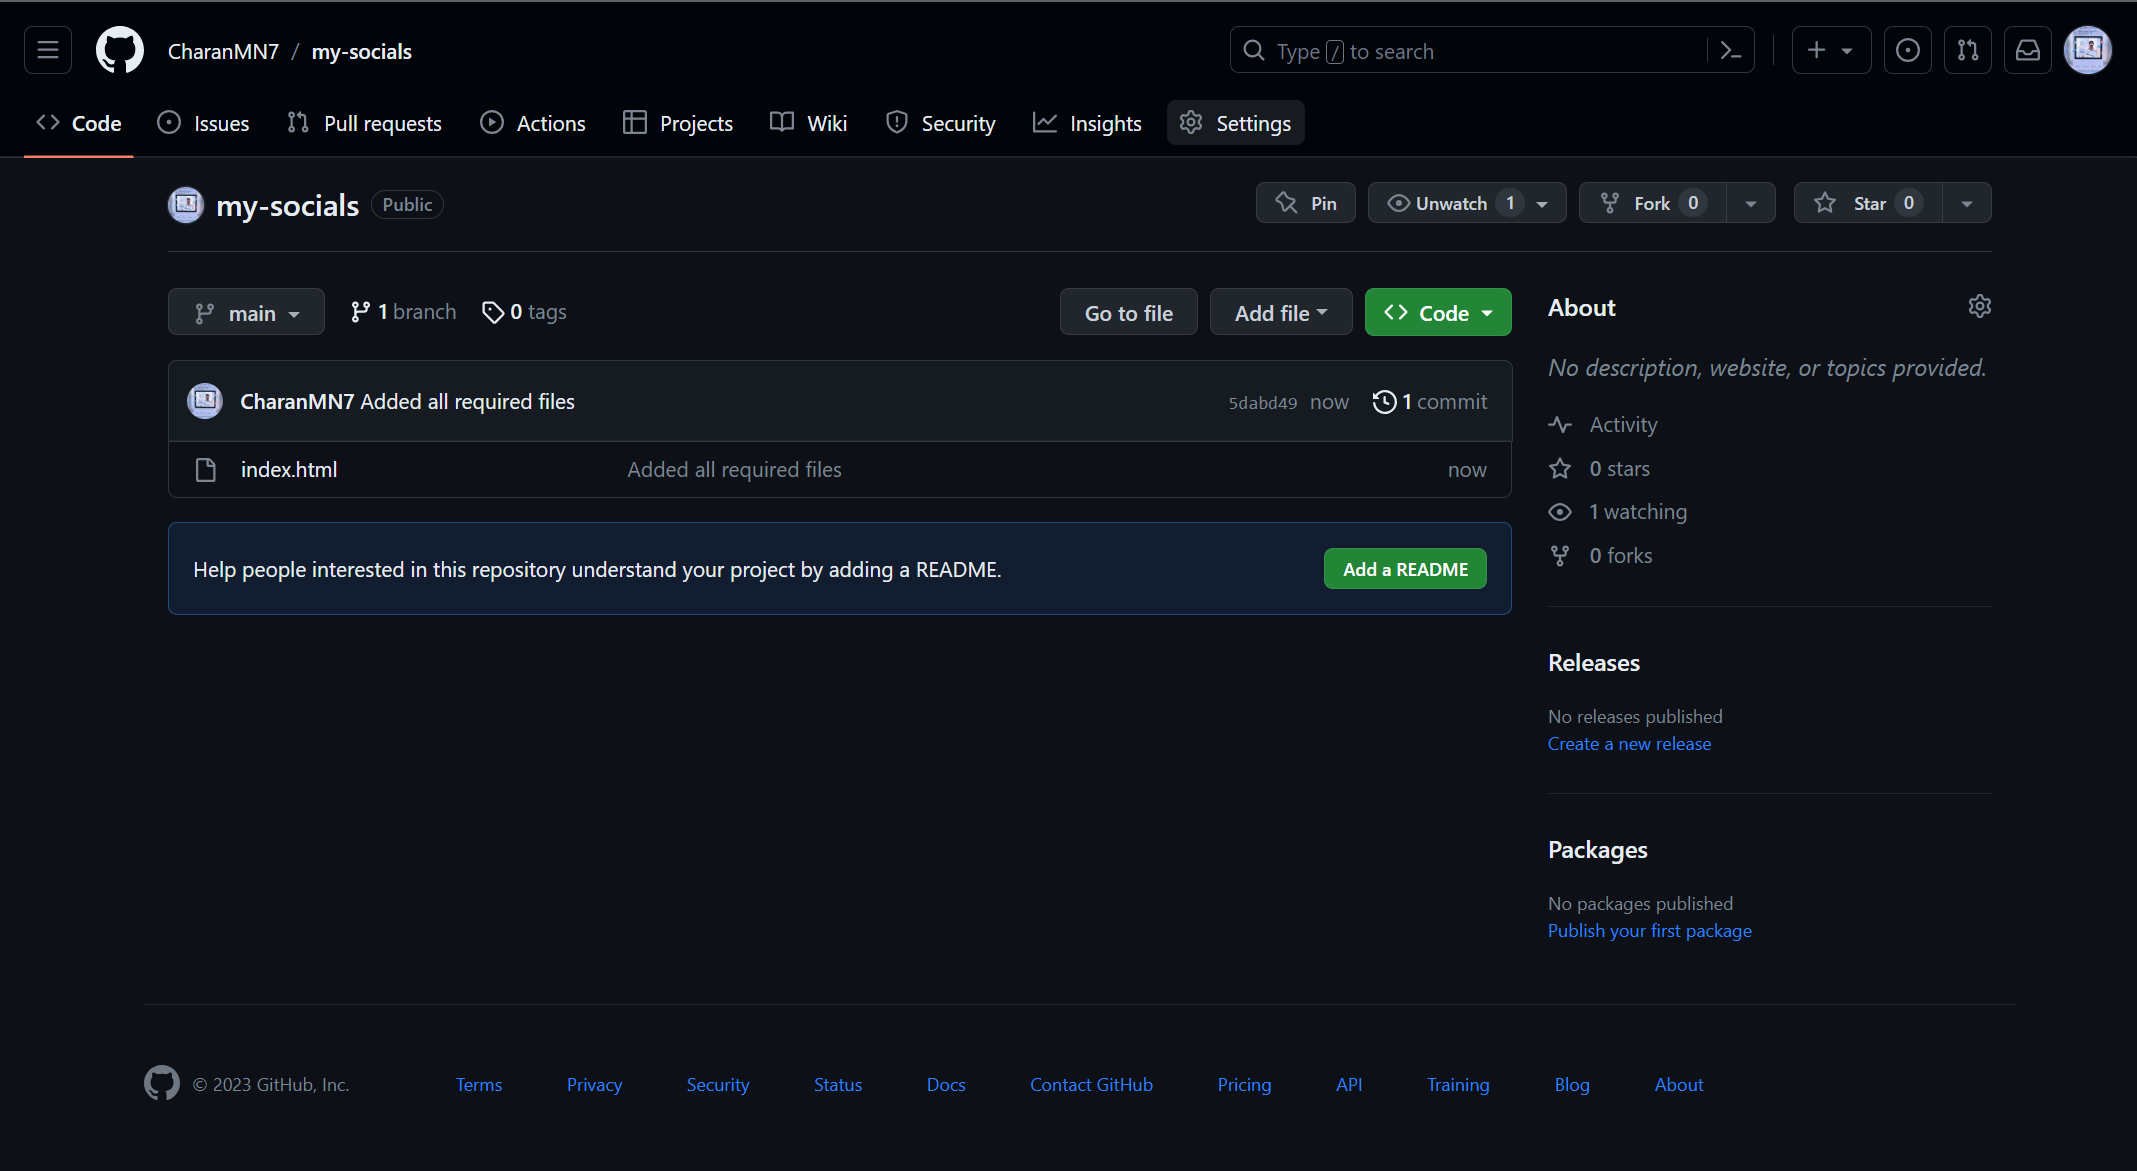 CharanMN7 / my-socials
Type / to search
Code Issues Pull requests Actions Projects Wiki Security Insights Settings
my-socials Public
Pin Unwatch 1 Fork 0 Star 0
main 1 branch 0 tags Go to file Add file Code
CharanMN7 Added all required files 5dabd49 now 1 commit
index.html Added all required files now
Help people interested in this repository understand your project by adding a README. Add a README
About
No description, website, or topics provided.
Activity
0 stars
1 watching
0 forks
Releases
No releases published
Create a new release
Packages
No packages published
Publish your first package
© 2023 GitHub, Inc. Terms Privacy Security Status Docs Contact GitHub Pricing API Training Blog About